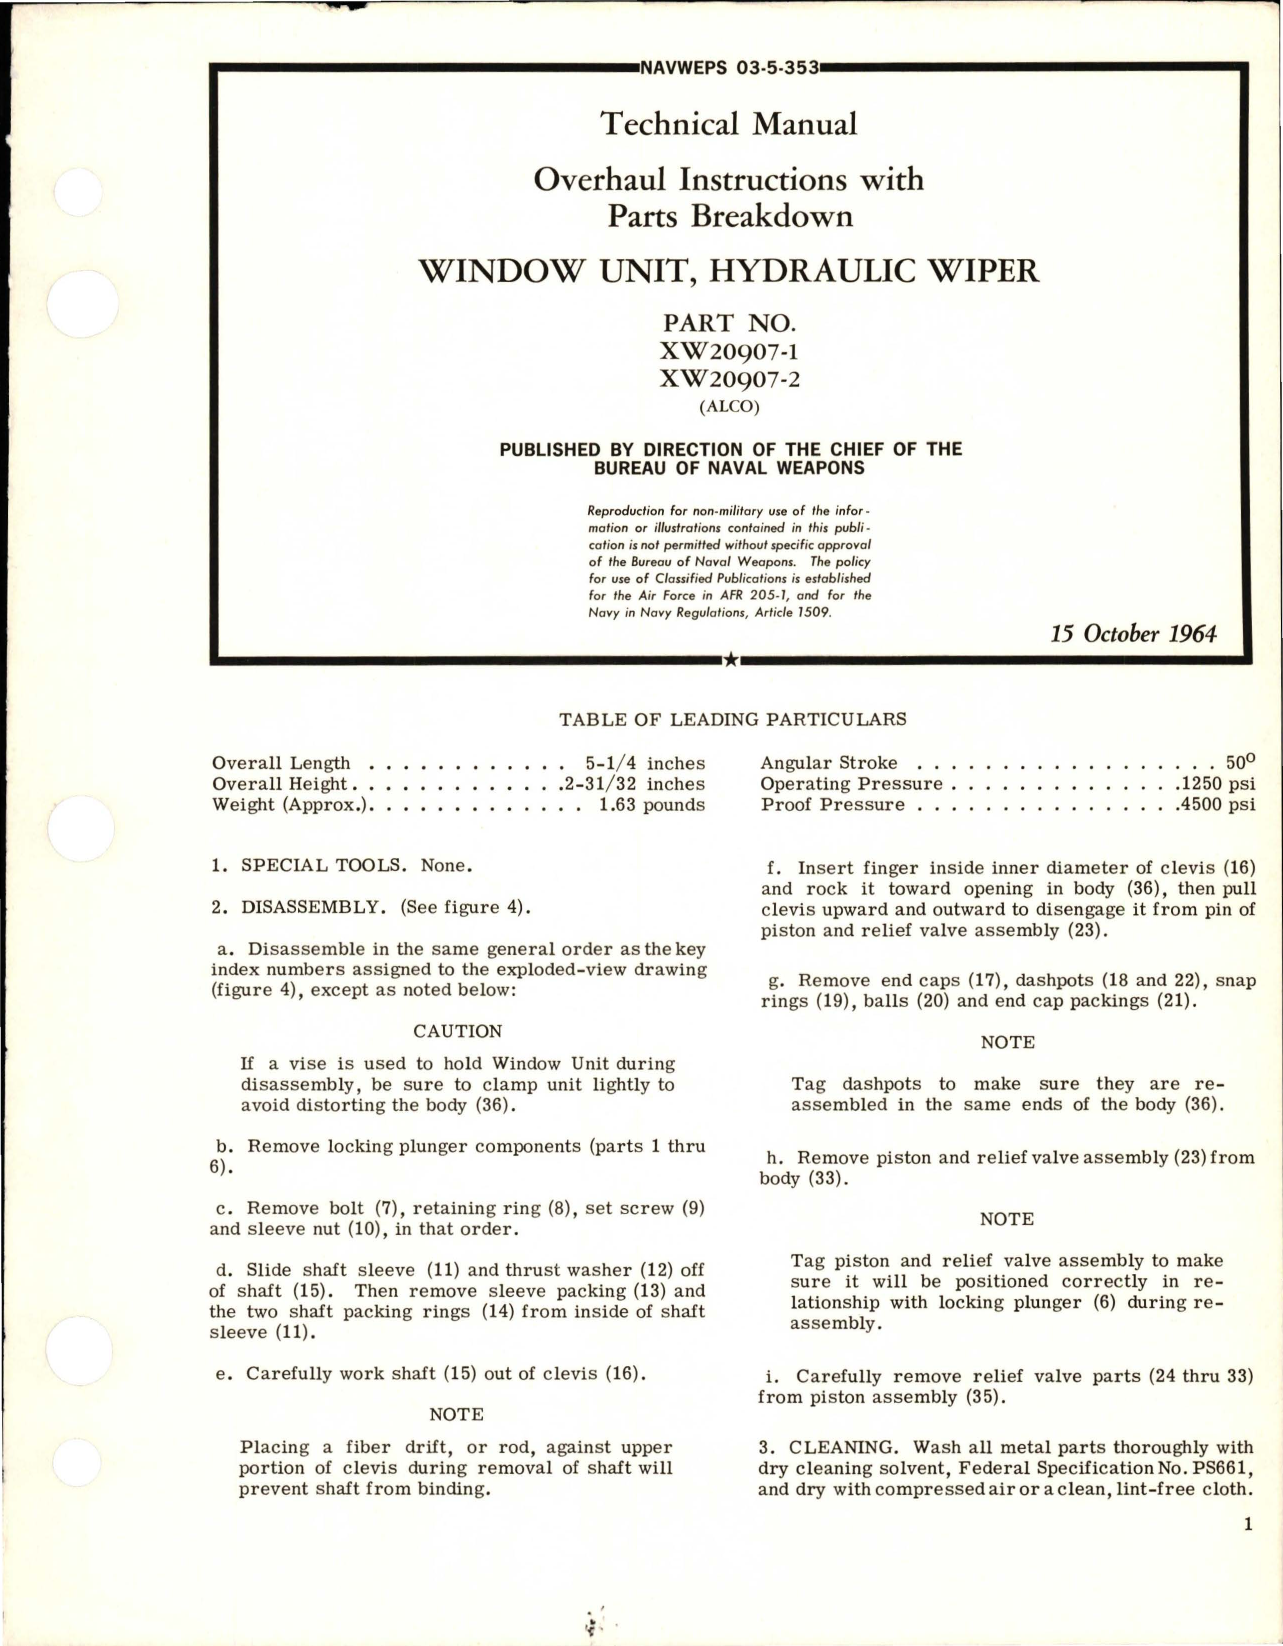 NAVWEPS 03-5-353
Technical Manual
Overhaul Instructions with
Parts Breakdown
WINDOW UNIT, HYDRAULIC WIPER
PART NO.
XW20907-1
XW20907-2
(ALCO)
PUBLISHED BY DIRECTION OF THE CHIEF OF THE
BUREAU OF NAVAL WEAPONS
Reproduction for non-military use of the infor-
mation or illustrations contained in this publi-
cation is not permitted without specific approval
of the Bureau of Naval Weapons. The policy
for use of Classified Publications is established
for the Air Force in AFR 205-1, and for the
Navy in Navy Regulations, Article 1509.
15 October 1964
TABLE OF LEADING PARTICULARS
Overall Length . . . . . . . . . . . . 5-1/4 inches
Overall Height . . . . . . . . . . . . .2-31/32 inches
Weight (Approx.). . . . . . . . . . . . . 1.63 pounds
Angular Stroke . . . . . . . . . . . . . . . . . . 50°
Operating Pressure . . . . . . . . . . . . . .1250 psi
Proof Pressure . . . . . . . . . . . . . . . .4500 psi
1. SPECIAL TOOLS. None.
2. DISASSEMBLY. (See figure 4).
a. Disassemble in the same general order as the key
index numbers assigned to the exploded-view drawing
(figure 4), except as noted below:
CAUTION
If a vise is used to hold Window Unit during
disassembly, be sure to clamp unit lightly to
avoid distorting the body (36).
b. Remove locking plunger components (parts 1 thru
6).
c. Remove bolt (7), retaining ring (8), set screw (9)
and sleeve nut (10), in that order.
d. Slide shaft sleeve (11) and thrust washer (12) off
of shaft (15). Then remove sleeve packing (13) and
the two shaft packing rings (14) from inside of shaft
sleeve (11).
e. Carefully work shaft (15) out of clevis (16).
NOTE
Placing a fiber drift, or rod, against upper
portion of clevis during removal of shaft will
prevent shaft from binding.
f. Insert finger inside inner diameter of clevis (16)
and rock it toward opening in body (36), then pull
clevis upward and outward to disengage it from pin of
piston and relief valve assembly (23).
g. Remove end caps (17), dashpots (18 and 22), snap
rings (19), balls (20) and end cap packings (21).
NOTE
Tag dashpots to make sure they are re-
assembled in the same ends of the body (36).
h. Remove piston and relief valve assembly (23) from
body (33).
NOTE
Tag piston and relief valve assembly to make
sure it will be positioned correctly in re-
lationship with locking plunger (6) during re-
assembly.
i. Carefully remove relief valve parts (24 thru 33)
from piston assembly (35).
3. CLEANING. Wash all metal parts thoroughly with
dry cleaning solvent, Federal Specification No. PS661,
and dry with compressed air or a clean, lint-free cloth.
1